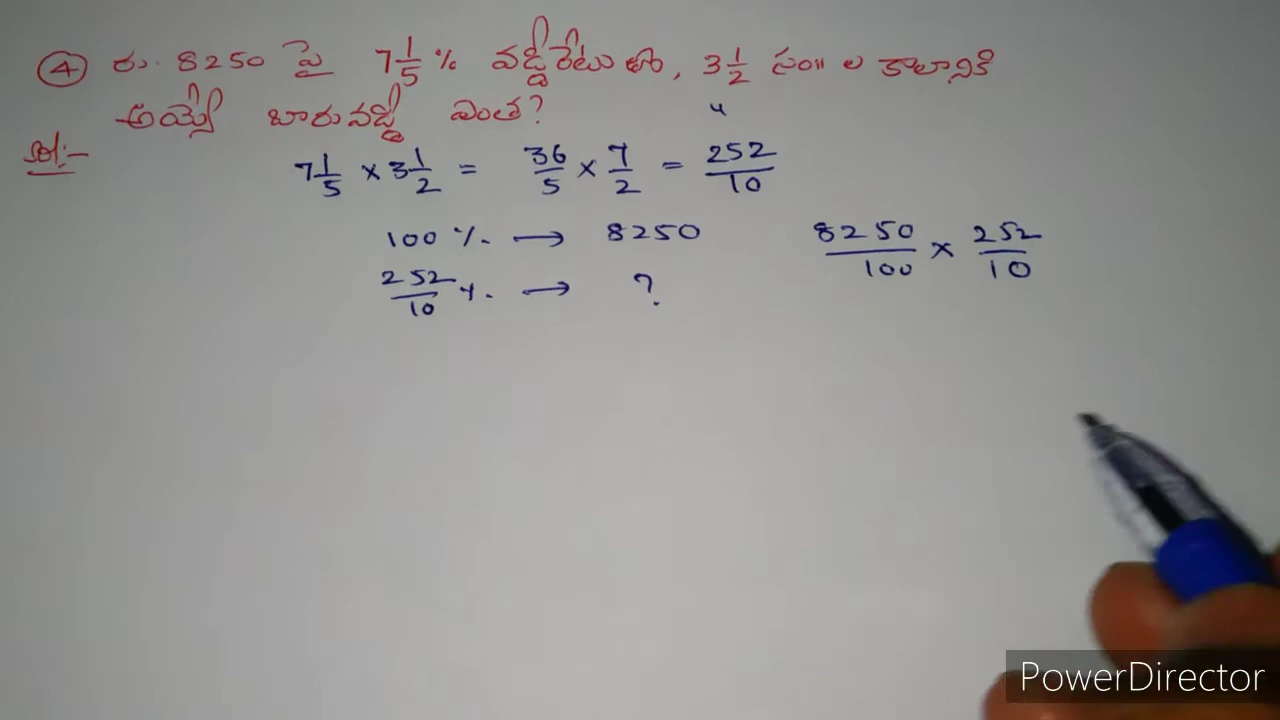 ④ రు. 8250 పై 7 1/5 % వడ్డీరేటుతో, 3 1/2 సం॥ ల కాలానికి
అయ్యే బారువడ్డీ ఎంత?
Sol:-
7 1/5 × 3 1/2 = 36/5 × 7/2 = 252/10
100 % → 8250
252/10 % → ?
8250/100 × 252/10
PowerDirector